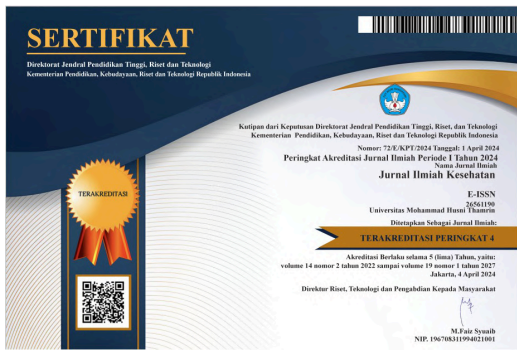 SERTIFIKAT
Direktorat Jendral Pendidikan Tinggi, Riset dan Teknologi
Kementerian Pendidikan, Kebudayaan, Riset dan Teknologi Republik Indonesia
Kutipan dari Keputusan Direktorat Jendral Pendidikan Tinggi, Riset, dan Teknologi
Kementerian Pendidikan, Kebudayaan, Riset dan Teknologi Republik Indonesia
Nomor: 72/E/KPT/2024 Tanggal: 1 April 2024
Peringkat Akreditasi Jurnal Ilmiah Periode I Tahun 2024
Nama Jurnal Ilmiah
Jurnal Ilmiah Kesehatan
E-ISSN
26561190
Universitas Mohammad Husni Thamrin
Ditetapkan Sebagai Jurnal Ilmiah:
TERAKREDITASI PERINGKAT 4
TERAKREDITASI
Akreditasi Berlaku selama 5 (lima) Tahun, yaitu:
volume 14 nomor 2 tahun 2022 sampai volume 19 nomor 1 tahun 2027
Jakarta, 4 April 2024
Direktur Riset, Teknologi dan Pengabdian Kepada Masyarakat
M.Faiz Syuaib
NIP. 196708311994021001